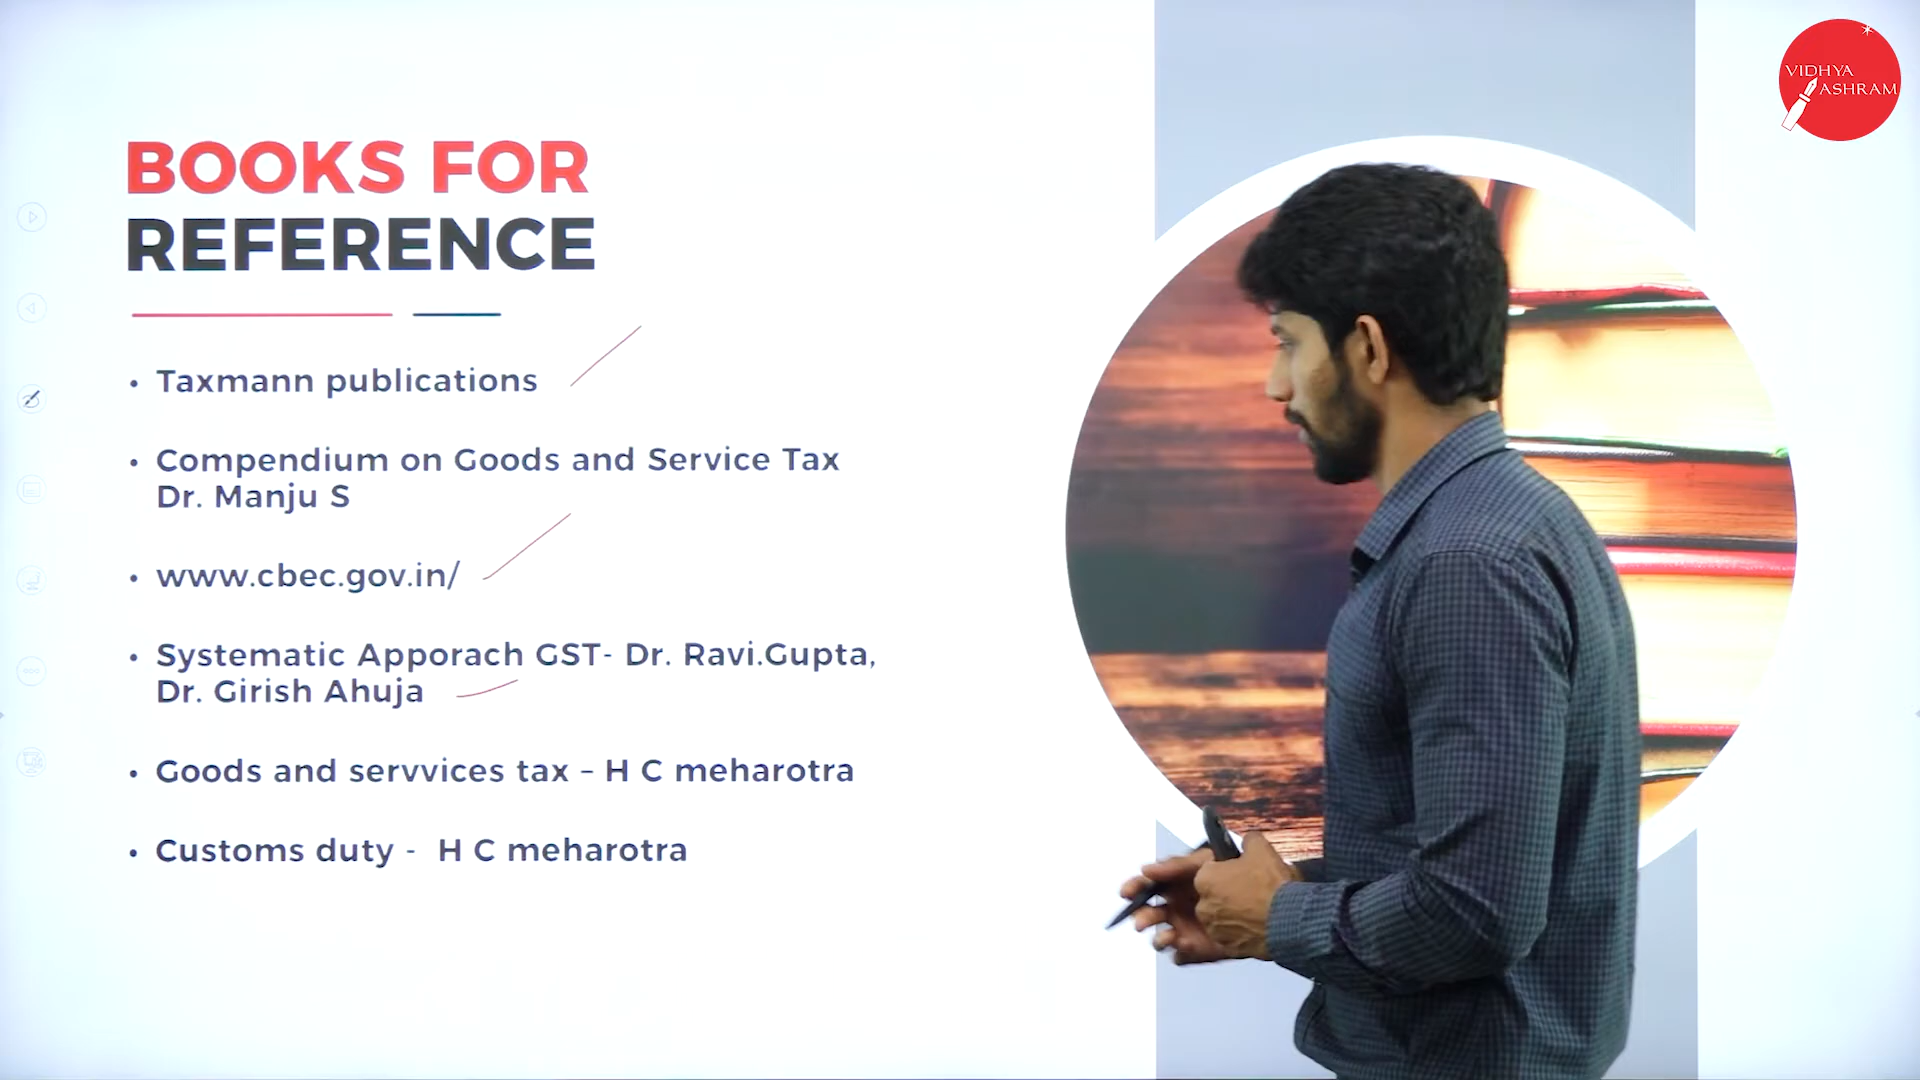 VIDHYA
ASHRAM
BOOKS FOR
REFERENCE
• Taxmann publications
• Compendium on Goods and Service Tax
Dr. Manju S
• www.cbec.gov.in/
• Systematic Apporach GST- Dr. Ravi.Gupta,
Dr. Girish Ahuja
• Goods and servvices tax – H C meharotra
• Customs duty - H C meharotra